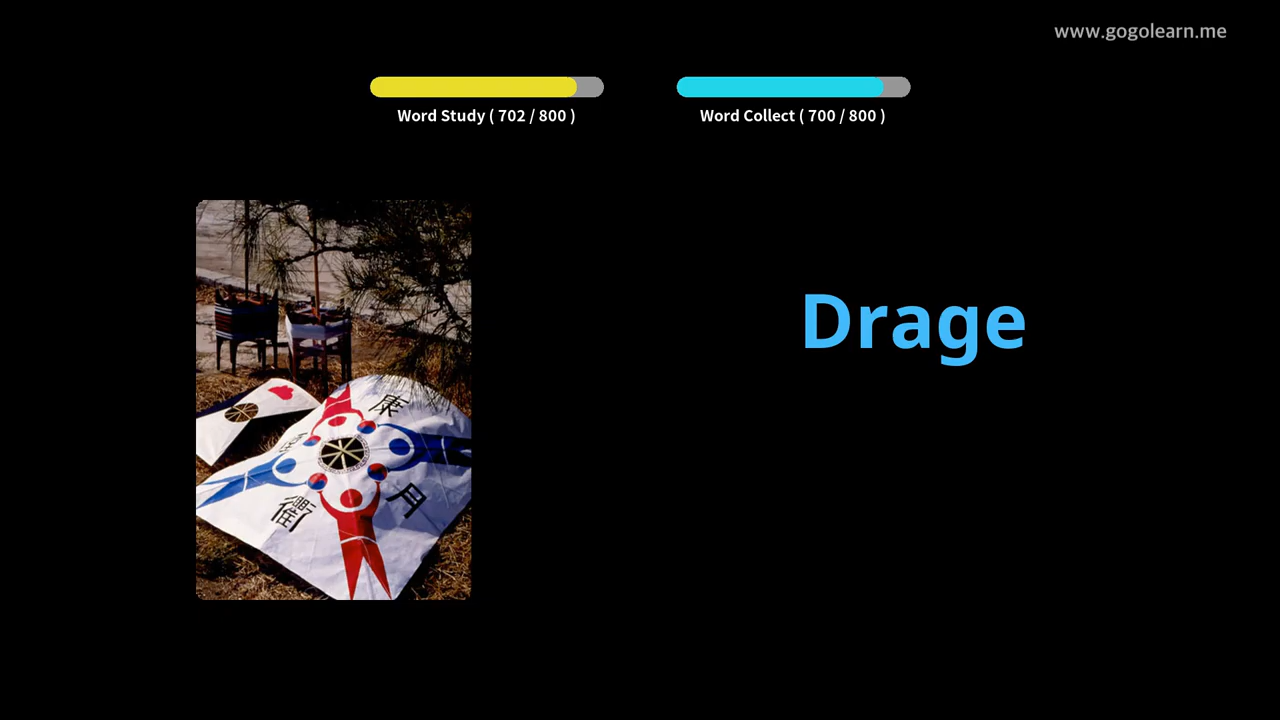 www.gogolearn.me
Word Study ( 702 / 800 )
Word Collect ( 700 / 800 )
Drage
康
月
衛